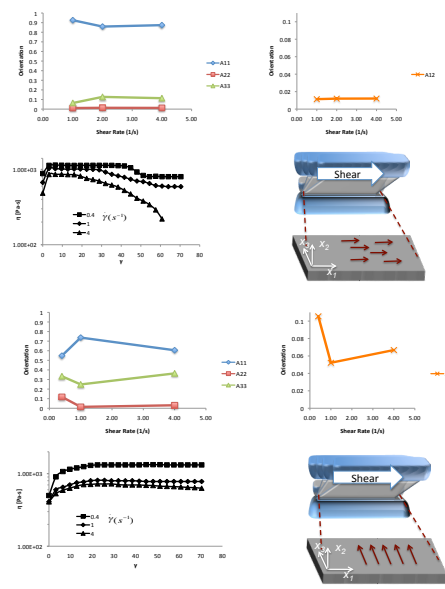 1
0.9
0.8
0.7
0.6
0.5
0.4
0.3
0.2
0.1
0
Orientation
0.00 1.00 2.00 3.00 4.00 5.00
Shear Rate (1/s)
A11
A22
A33
0.12
0.1
0.08
0.06
0.04
0.02
0
Orientation
0.00 1.00 2.00 3.00 4.00 5.00
Shear Rate (1/s)
A12
1.00E+03
1.00E+02
η [Pa-s]
0 10 20 30 40 50 60 70 80
γ
0.4
1
4
γ̇(s⁻¹)
Shear
x₃ x₂
x₁
1
0.9
0.8
0.7
0.6
0.5
0.4
0.3
0.2
0.1
0
Orientation
0.00 1.00 2.00 3.00 4.00 5.00
Shear Rate (1/s)
A11
A22
A33
0.12
0.1
0.08
0.06
0.04
0.02
0
Orientation
0.00 1.00 2.00 3.00 4.00 5.00
Shear Rate (1/s)
1.00E+03
1.00E+02
η [Pa-s]
0 10 20 30 40 50 60 70 80
γ
0.4
1
4
γ̇(s⁻¹)
Shear
x₃ x₂
x₁